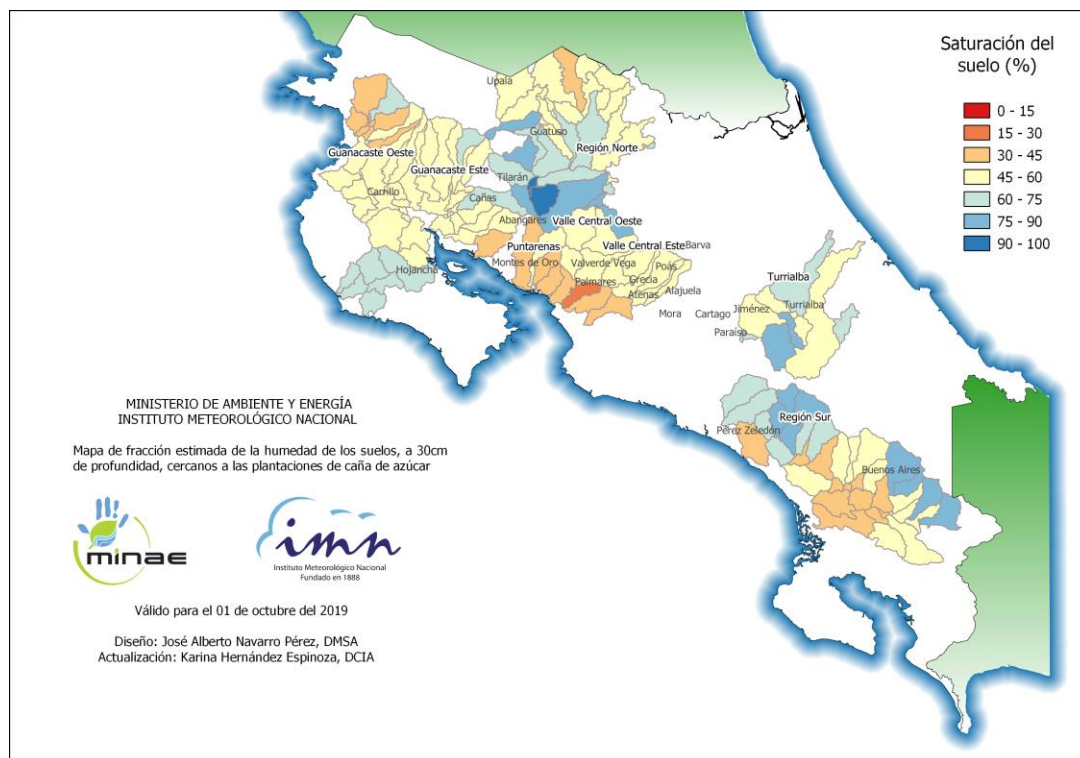 Saturación del
suelo (%)
0 - 15
15 - 30
30 - 45
45 - 60
60 - 75
75 - 90
90 - 100
Upala
Guatuso
Región Norte
Guanacaste Oeste
Guanacaste Este
Tilarán
Carrillo
Cañas
Abangares
Valle Central Oeste
Puntarenas
Valle Central Este
Barva
Hojancha
Montes de Oro
Valverde Vega
Poás
Palmares
Grecia
Atenas
Alajuela
Mora
Turrialba
Cartago
Jiménez
Turrialba
Paraíso
Región Sur
Pérez Zeledón
Buenos Aires
MINISTERIO DE AMBIENTE Y ENERGÍA
INSTITUTO METEOROLÓGICO NACIONAL
Mapa de fracción estimada de la humedad de los suelos, a 30cm
de profundidad, cercanos a las plantaciones de caña de azúcar
minae
imn
Instituto Meteorológico Nacional
Fundado en 1888
Válido para el 01 de octubre del 2019
Diseño: José Alberto Navarro Pérez, DMSA
Actualización: Karina Hernández Espinoza, DCIA